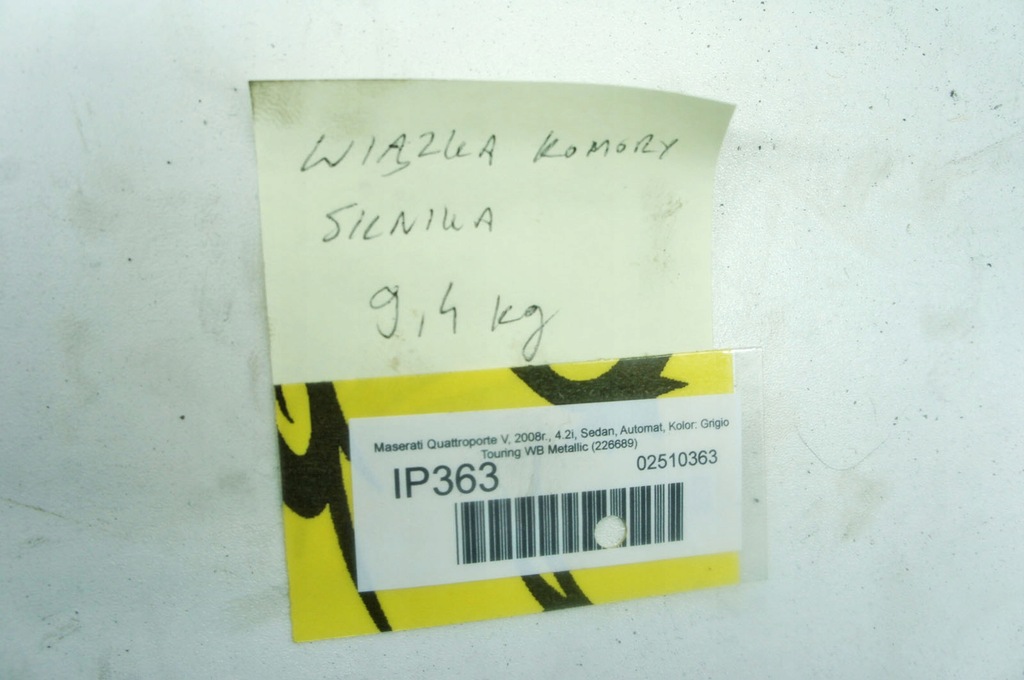 WIĄZKA KOMORY
SILNIKA
9,4 kg
Maserati Quattroporte V, 2008r., 4.2i, Sedan, Automat, Kolor: Grigio
Touring WB Metallic (226689)
IP363
02510363